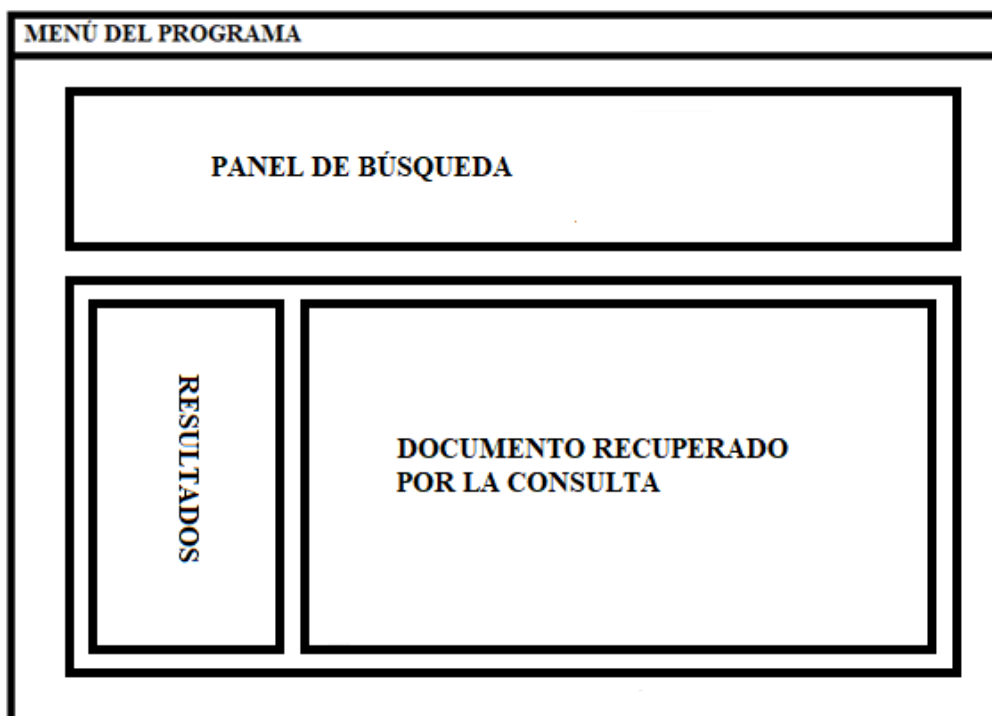 MENÚ DEL PROGRAMA
PANEL DE BÚSQUEDA
RESULTADOS
DOCUMENTO RECUPERADO
POR LA CONSULTA